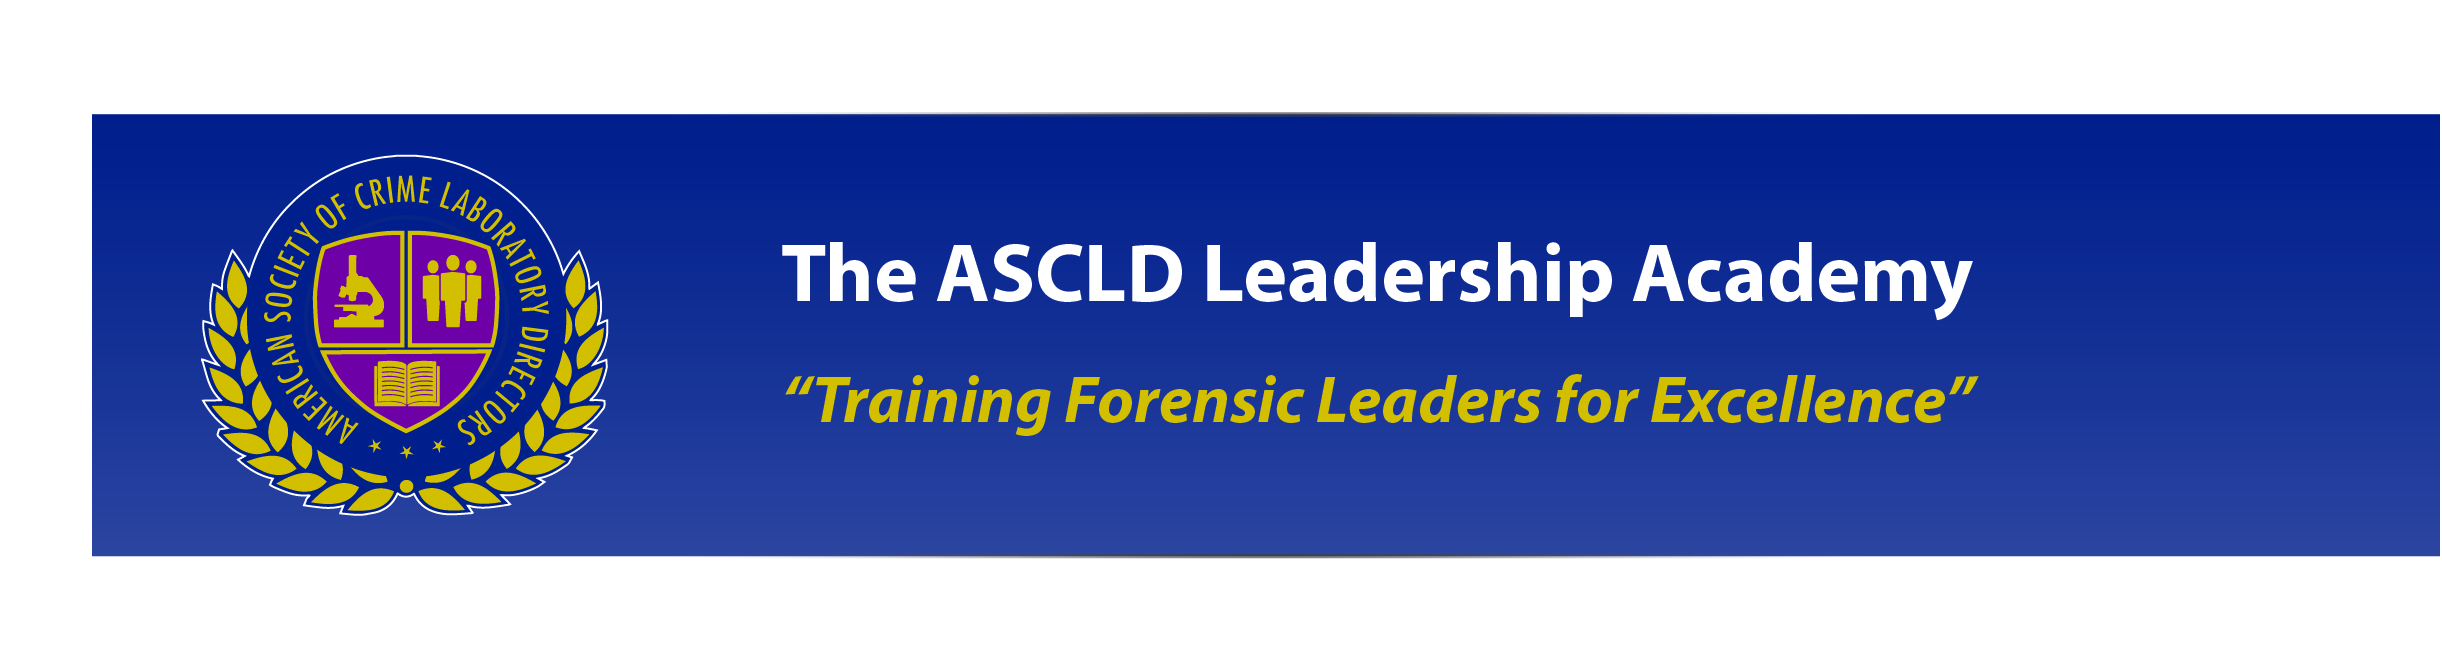 AMERICAN SOCIETY OF CRIME LABORATORY DIRECTORS
The ASCLD Leadership Academy
“Training Forensic Leaders for Excellence”